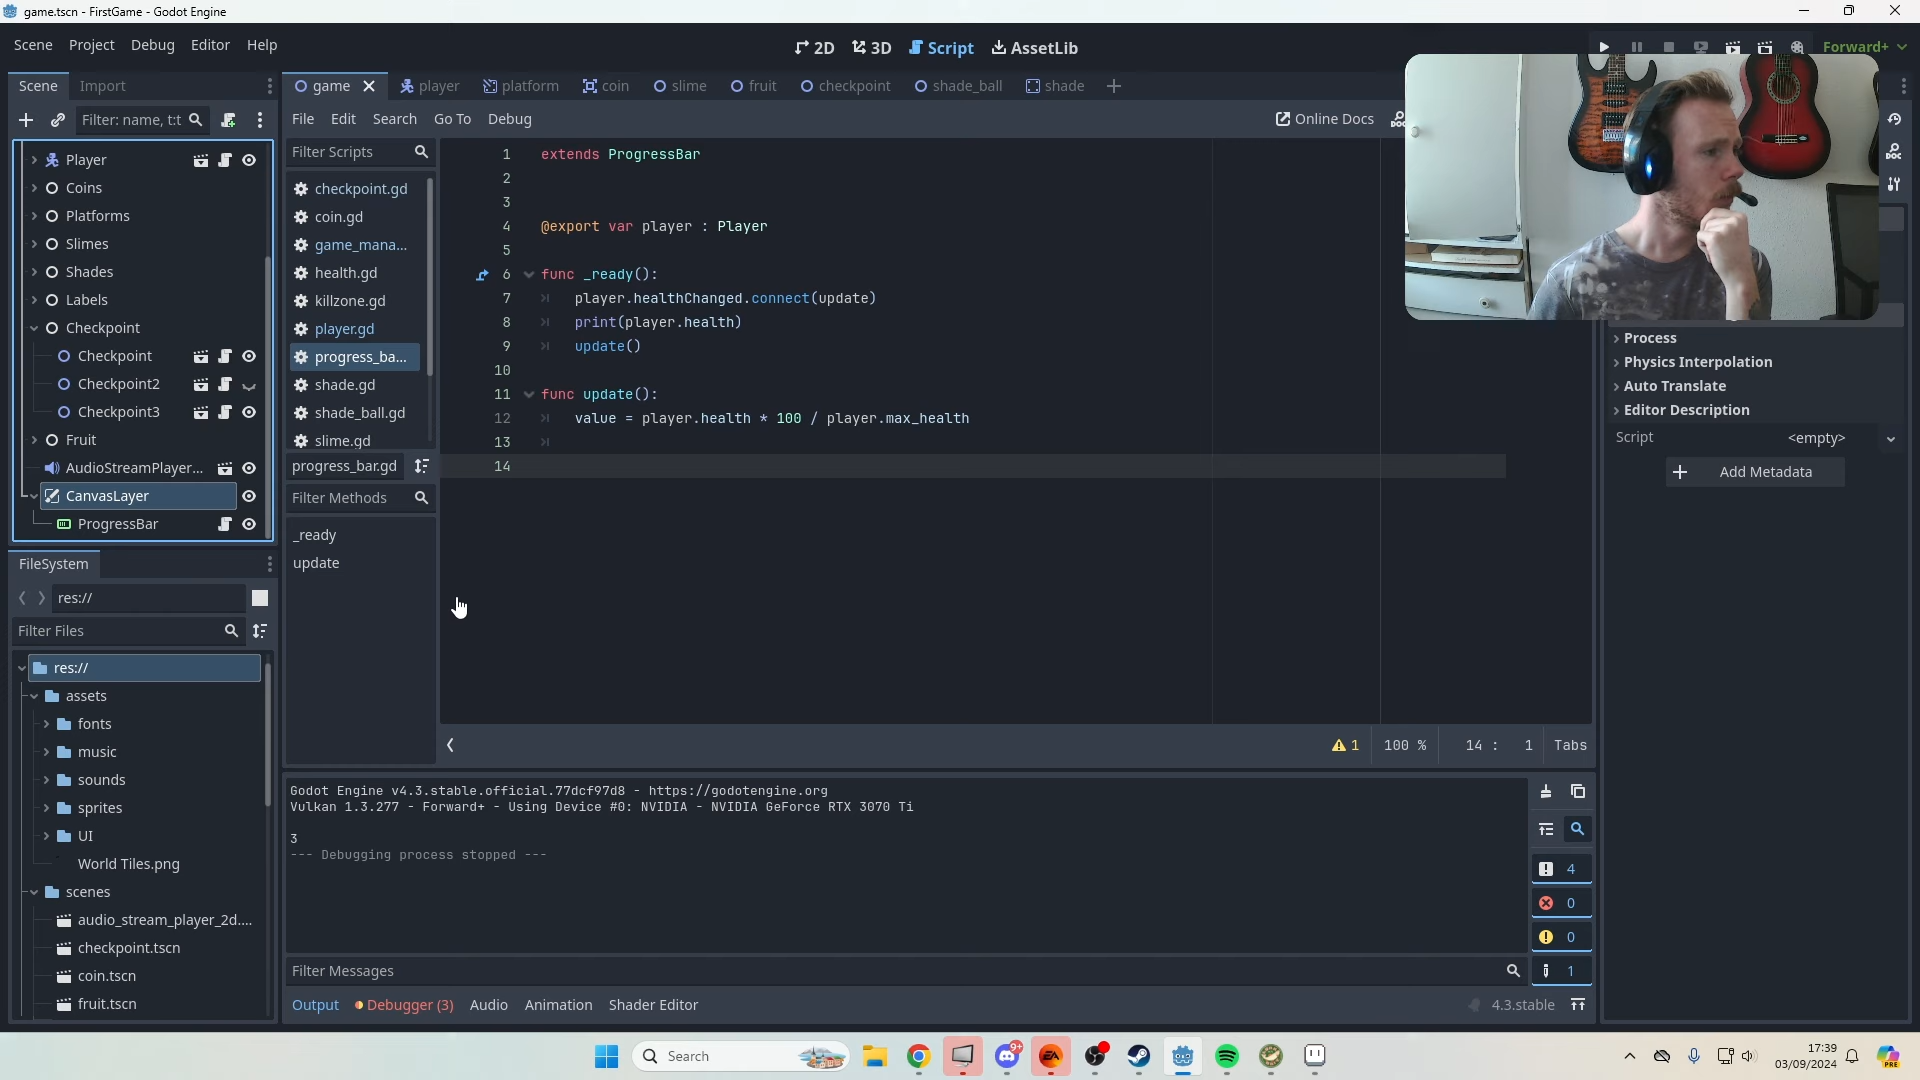 game.tscn - FirstGame - Godot Engine
Scene Project Debug Editor Help
2D 3D Script AssetLib
Forward+
Scene Import
game player platform coin slime fruit checkpoint shade_ball shade
Filter: name, t:t
File Edit Search Go To Debug
Online Docs
Player
Coins
Platforms
Slimes
Shades
Labels
Checkpoint
Checkpoint
Checkpoint2
Checkpoint3
Fruit
AudioStreamPlayer...
CanvasLayer
ProgressBar
Filter Scripts
checkpoint.gd
coin.gd
game_mana...
health.gd
killzone.gd
player.gd
progress_ba...
shade.gd
shade_ball.gd
slime.gd
progress_bar.gd
Filter Methods
_ready
update
1 extends ProgressBar
2
3
4 @export var player : Player
5
6 func _ready():
7 player.healthChanged.connect(update)
8 print(player.health)
9 update()
10
11 func update():
12 value = player.health * 100 / player.max_health
13
14
1 100 % 14 : 1 Tabs
Process
Physics Interpolation
Auto Translate
Editor Description
Script <empty>
Add Metadata
FileSystem
res://
Filter Files
res://
assets
fonts
music
sounds
sprites
UI
World Tiles.png
scenes
audio_stream_player_2d....
checkpoint.tscn
coin.tscn
fruit.tscn
Godot Engine v4.3.stable.official.77dcf97d8 - https://godotengine.org
Vulkan 1.3.277 - Forward+ - Using Device #0: NVIDIA - NVIDIA GeForce RTX 3070 Ti
3
--- Debugging process stopped ---
4
0
0
1
Filter Messages
Output Debugger (3) Audio Animation Shader Editor
4.3.stable
Search
9+
EA
17:39
03/09/2024
PRE